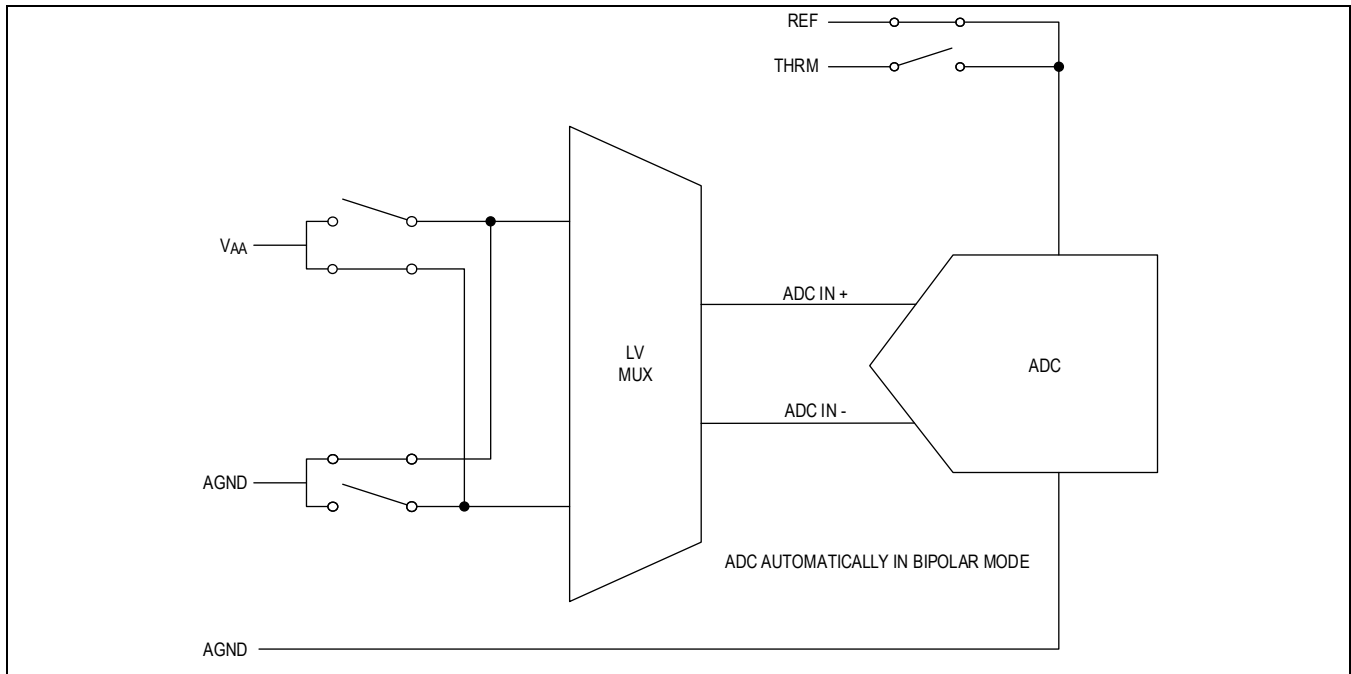 REF
THRM
VAA
LV
MUX
ADC IN +
ADC
ADC IN -
AGND
ADC AUTOMATICALLY IN BIPOLAR MODE
AGND